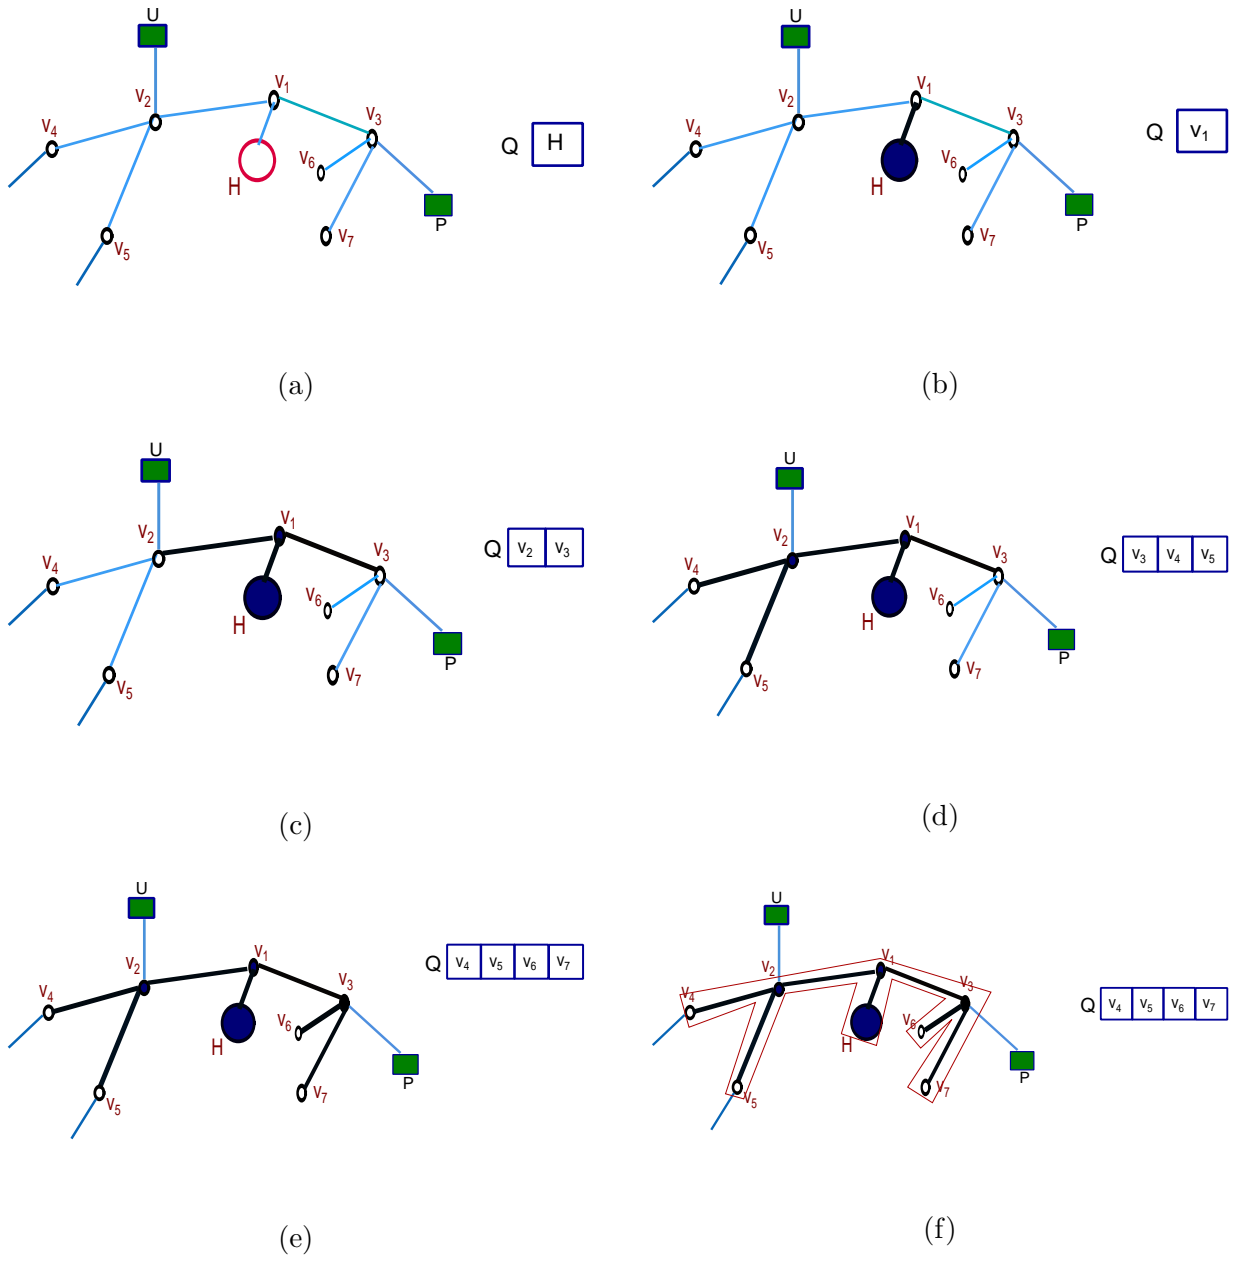 U
v₁
v₂
v₃
v₄
v₆
Q H
H
P
v₇
v₅
(a)
U
v₁
v₂
v₃
v₄
v₆
Q v₁
H
P
v₇
v₅
(b)
U
v₁
v₂
v₃
v₄
v₆
Q v₂ v₃
H
P
v₇
v₅
(c)
U
v₁
v₂
v₃
v₄
v₆
Q v₃ v₄ v₅
H
P
v₇
v₅
(d)
U
v₁
v₂
v₃
v₄
v₆
Q v₄ v₅ v₆ v₇
H
P
v₇
v₅
(e)
U
v₁
v₂
v₃
v₄
v₆
Q v₄ v₅ v₆ v₇
H
P
v₇
v₅
(f)